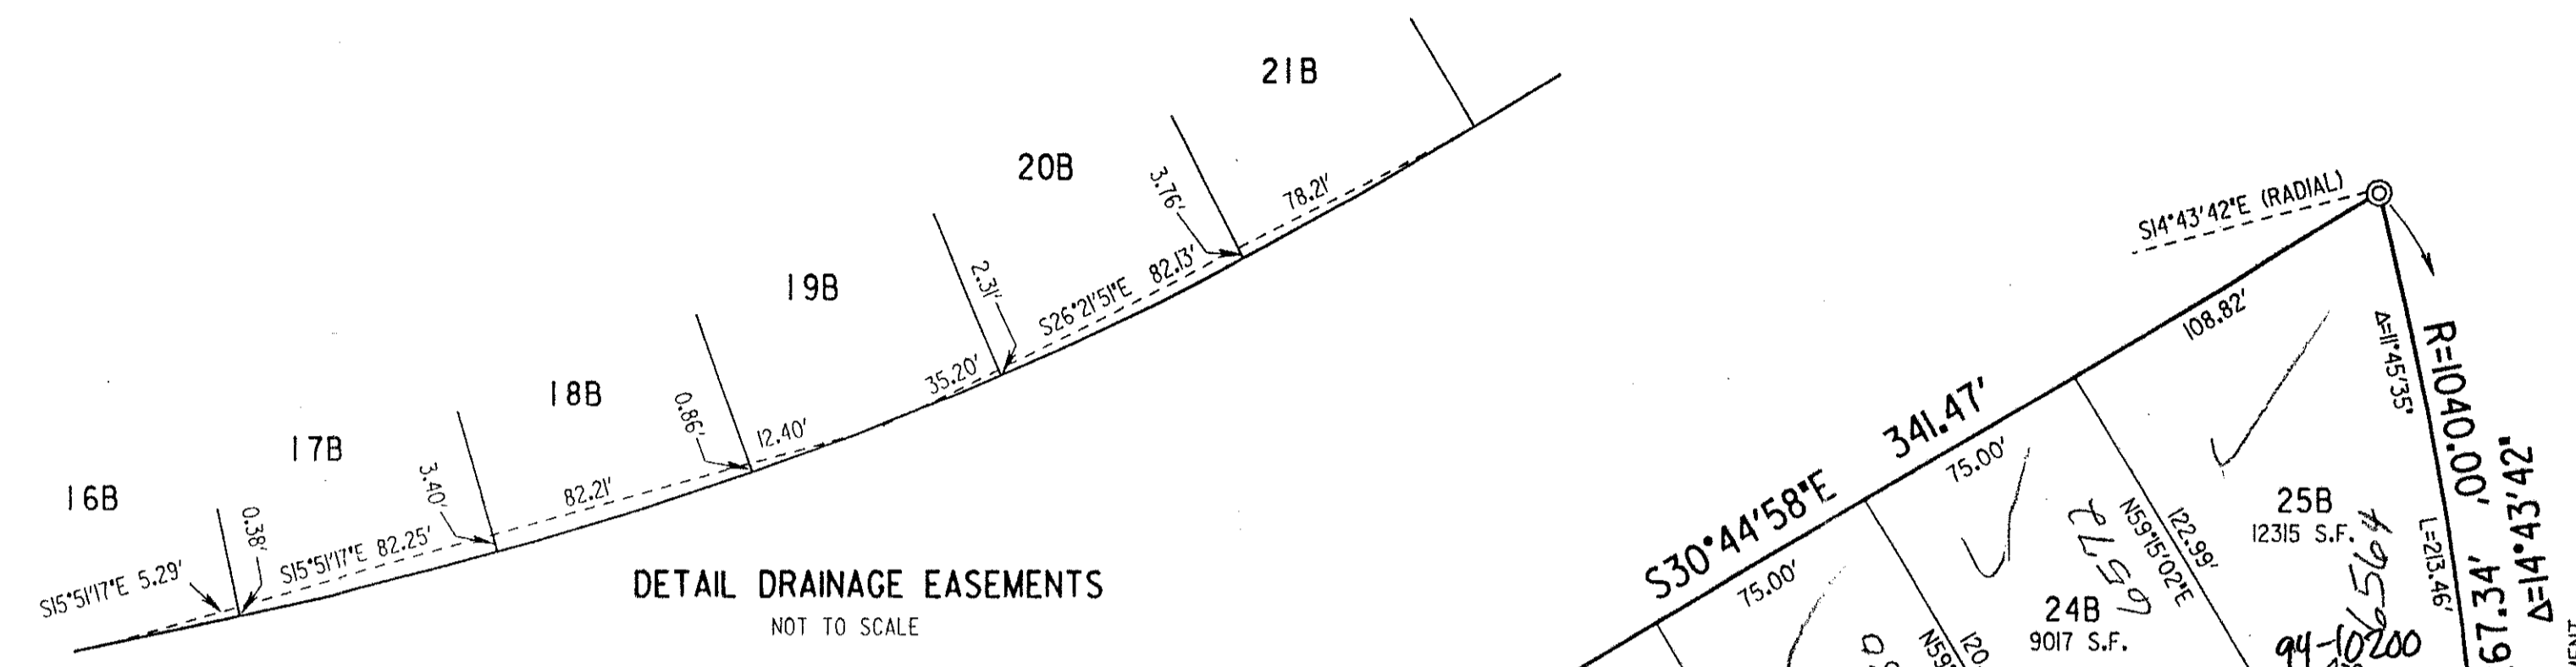 21B
20B
3.76'
78.21'
19B
2.31'
S26°21'51"E 82.13'
18B
0.86'
12.40'
35.20'
17B
3.40'
82.21'
16B
0.38'
S15°51'17"E 82.25'
S15°51'17"E 5.29'
DETAIL DRAINAGE EASEMENTS
NOT TO SCALE
S14°43'42"E (RADIAL)
S30°44'58"E 341.47'
108.82'
75.00'
75.00'
Δ=11°45'35"
R=1040.00'
L=213.46'
67.34'
Δ=14°43'42"
25B
12315 S.F.
122.99'
N59°15'02"E
24B
9017 S.F.
6572
6564
94-10200
N59°
120.